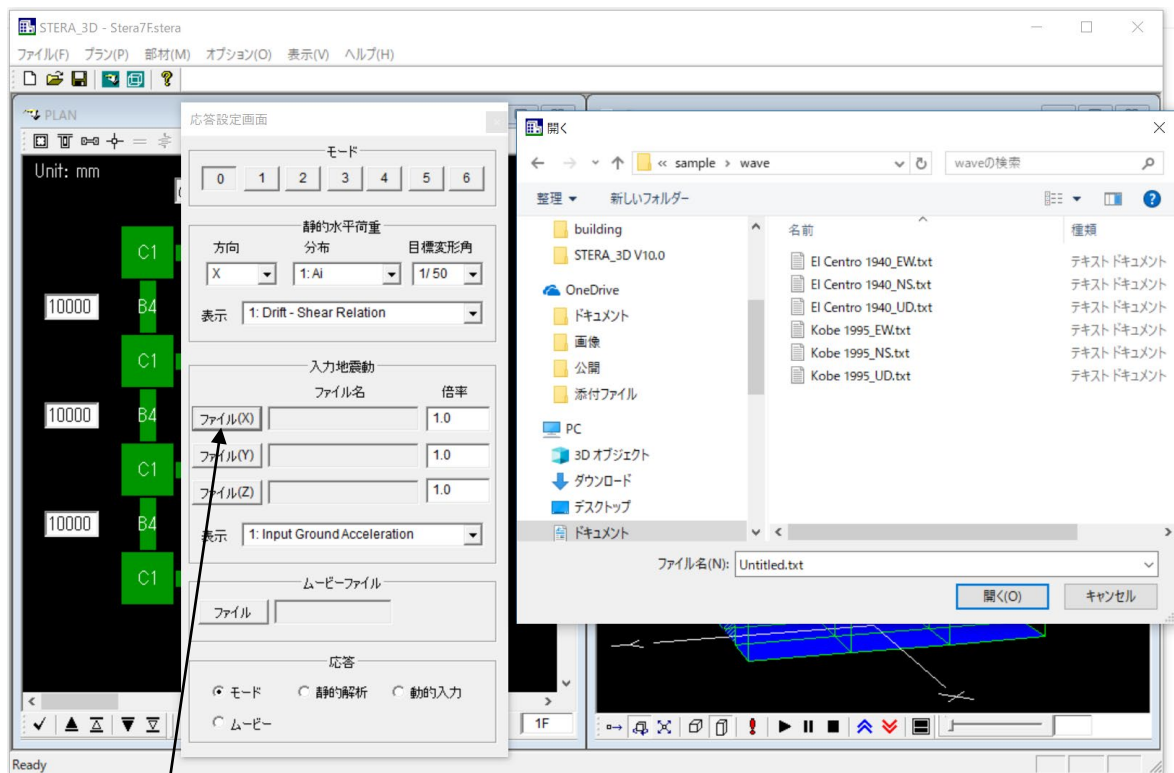 STERA_3D - Stera7F.stera
ファイル(F) プラン(P) 部材(M) オプション(O) 表示(V) ヘルプ(H)
PLAN
Unit: mm
C1
10000 B4
C1
10000 B4
C1
10000 B4
C1
1F
Ready
応答設定画面
モード
0 1 2 3 4 5 6
静的水平荷重
方向 分布 目標変形角
X 1: Ai 1/ 50
表示 1: Drift - Shear Relation
入力地震動
ファイル名 倍率
ファイル(X) 1.0
ファイル(Y) 1.0
ファイル(Z) 1.0
表示 1: Input Ground Acceleration
ムービーファイル
ファイル
応答
モード 静的解析 動的入力
ムービー
開く
« sample › wave waveの検索
整理 新しいフォルダー
building
STERA_3D V10.0
OneDrive
ドキュメント
画像
公開
添付ファイル
PC
3D オブジェクト
ダウンロード
デスクトップ
ドキュメント
名前 種類
El Centro 1940_EW.txt テキスト ドキュメント
El Centro 1940_NS.txt テキスト ドキュメント
El Centro 1940_UD.txt テキスト ドキュメント
Kobe 1995_EW.txt テキスト ドキュメント
Kobe 1995_NS.txt テキスト ドキュメント
Kobe 1995_UD.txt テキスト ドキュメント
ファイル名(N): Untitled.txt
開く(O) キャンセル